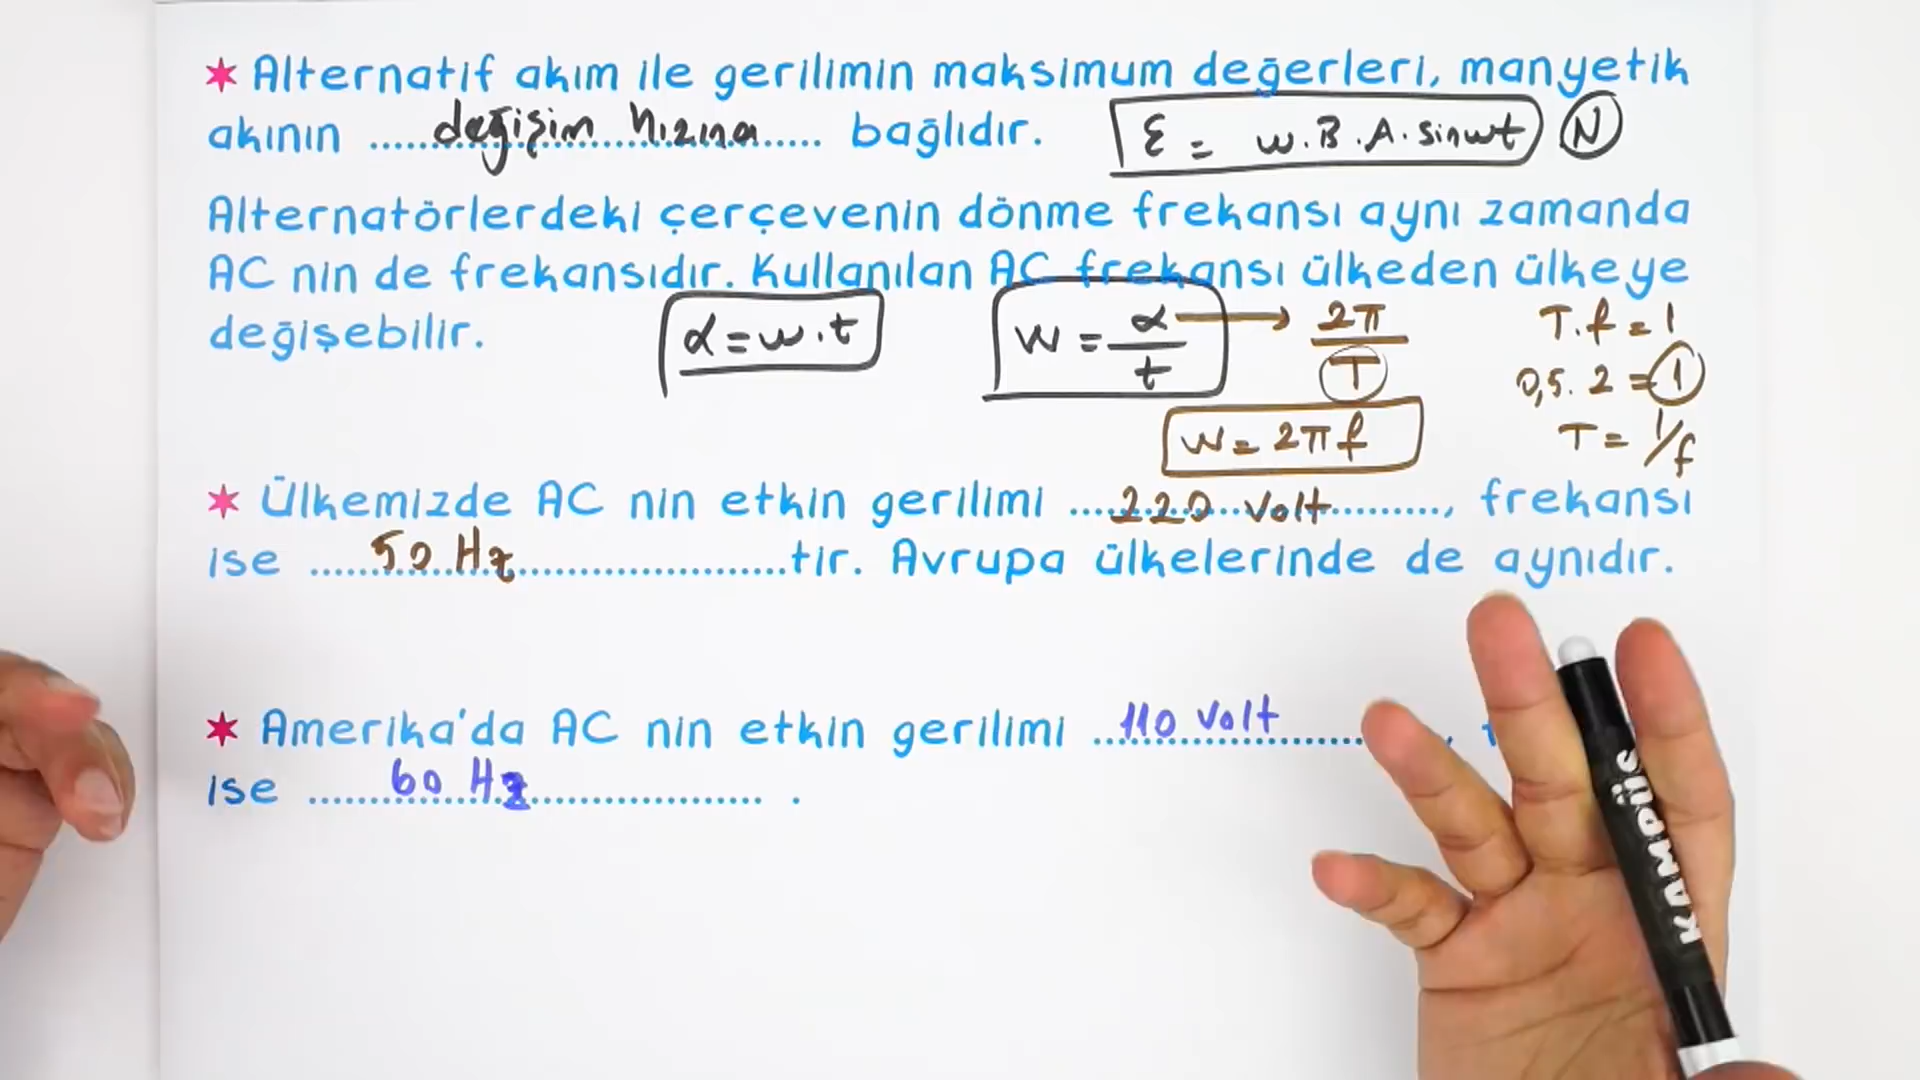 ✶ Alternatif akım ile gerilimin maksimum değerleri, manyetik
akının ....değişim hızına.... bağlıdır. ε = w.B.A.sinwt N
Alternatörlerdeki çerçevenin dönme frekansı aynı zamanda
AC nin de frekansıdır. Kullanılan AC frekansı ülkeden ülkeye
değişebilir.
α = w.t
w = α/t → 2π/T
w = 2πf
T.f = 1
0,5. 2 = 1
T = 1/f
✶ Ülkemizde AC nin etkin gerilimi ....220 Volt...., frekansı
ise ....50 Hz....tir. Avrupa ülkelerinde de aynıdır.
✶ Amerika'da AC nin etkin gerilimi ....110 Volt....,
ise ....60 Hz.... .
KAMPÜS